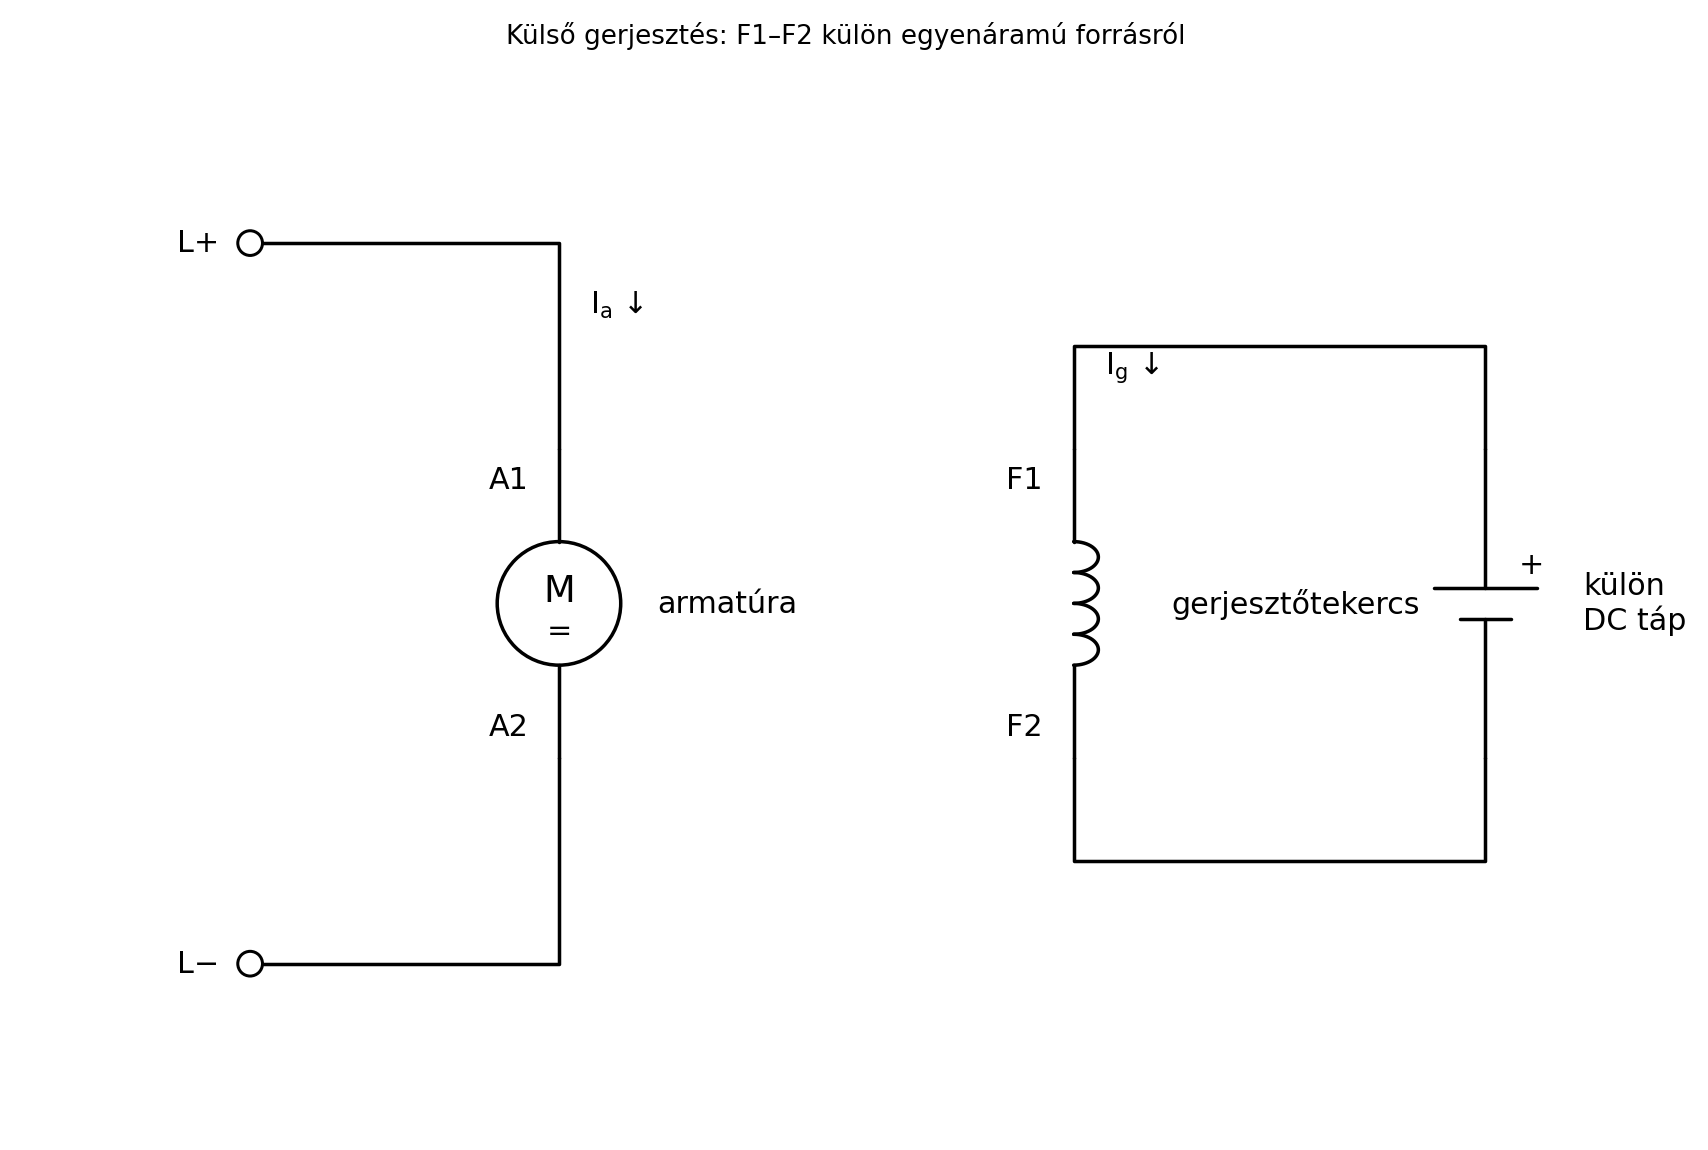 Külső gerjesztés: F1–F2 külön egyenáramú forrásról
L+
Ia ↓
Ig ↓
A1
F1
M
=
armatúra
gerjesztőtekercs
+
külön
DC táp
A2
F2
L−